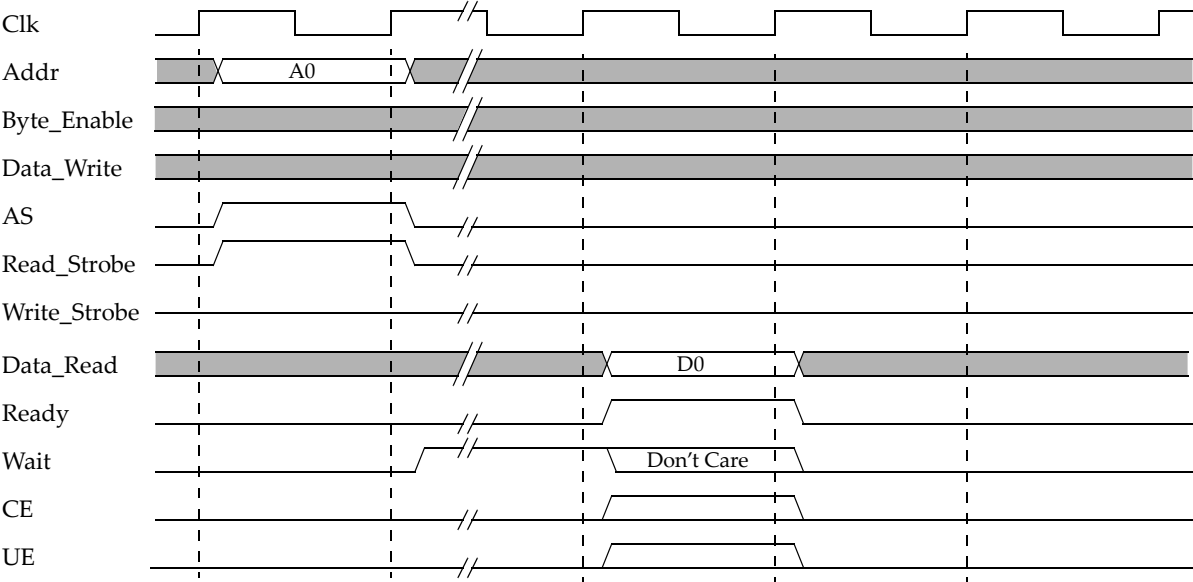 Clk
Addr A0
Byte_Enable
Data_Write
AS
Read_Strobe
Write_Strobe
Data_Read D0
Ready
Wait Don't Care
CE
UE